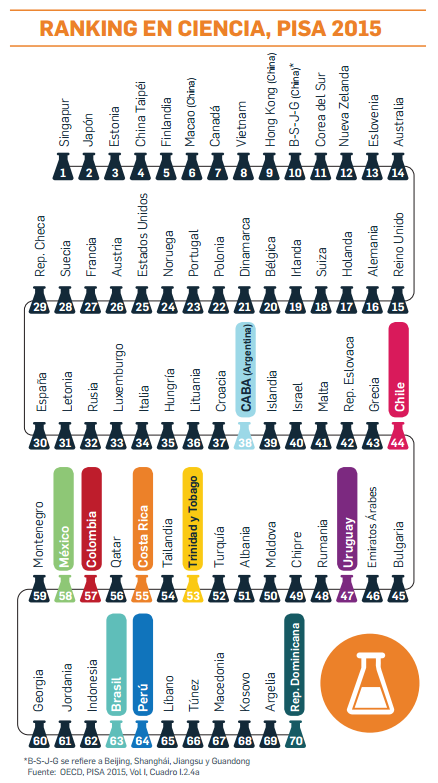 RANKING EN CIENCIA, PISA 2015
Singapur
Japón
Estonia
China Taipéi
Finlandia
Macao (China)
Canadá
Vietnam
Hong Kong (China)
B-S-J-G (China)*
Corea del Sur
Nueva Zelanda
Eslovenia
Australia
1 2 3 4 5 6 7 8 9 10 11 12 13 14
Rep. Checa
Suecia
Francia
Austria
Estados Unidos
Noruega
Portugal
Polonia
Dinamarca
Bélgica
Irlanda
Suiza
Holanda
Alemania
Reino Unido
29 28 27 26 25 24 23 22 21 20 19 18 17 16 15
España
Letonia
Rusia
Luxemburgo
Italia
Hungría
Lituania
Croacia
CABA (Argentina)
Islandia
Israel
Malta
Rep. Eslovaca
Grecia
Chile
30 31 32 33 34 35 36 37 38 39 40 41 42 43 44
Montenegro
México
Colombia
Qatar
Costa Rica
Tailandia
Trinidad y Tobago
Turquía
Albania
Moldova
Chipre
Rumania
Uruguay
Emiratos Árabes
Bulgaria
59 58 57 56 55 54 53 52 51 50 49 48 47 46 45
Georgia
Jordania
Indonesia
Brasil
Perú
Líbano
Túnez
Macedonia
Kosovo
Argelia
Rep. Dominicana
60 61 62 63 64 65 66 67 68 69 70
*B-S-J-G se refiere a Beijing, Shanghái, Jiangsu y Guandong
Fuente: OECD, PISA 2015, Vol I, Cuadro I.2.4a